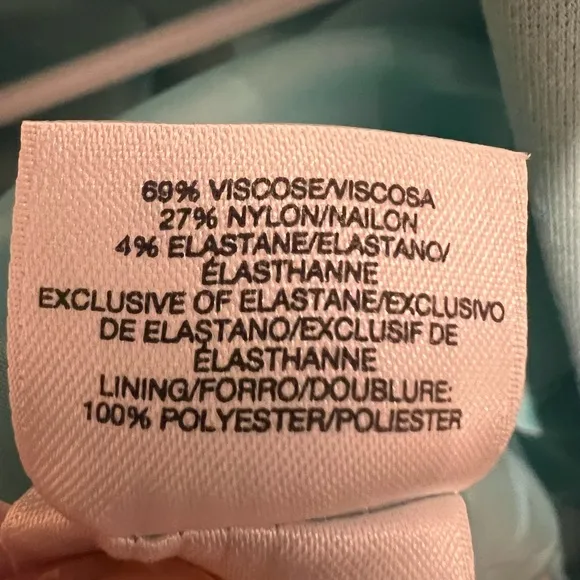 69% VISCOSE/VISCOSA
27% NYLON/NAILON
4% ELASTANE/ELASTANO/
ÉLASTHANNE
EXCLUSIVE OF ELASTANE/EXCLUSIVO
DE ELASTANO/EXCLUSIF DE
ÉLASTHANNE
LINING/FORRO/DOUBLURE:
100% POLYESTER/POLIESTER